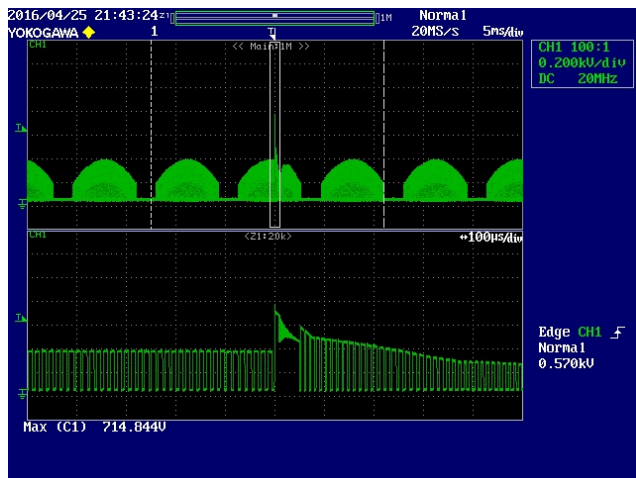 2016/04/25 21:43:24 Z1 1M Normal
YOKOGAWA 1 T 20MS/s 5ms/div
CH1 << Main:1M >> CH1 100:1
0.200kV/div
DC 20MHz
T
CH1 <Z1:20k> ↔100μs/div
T
Edge CH1
Normal
0.570kV
Max (C1) 714.844V